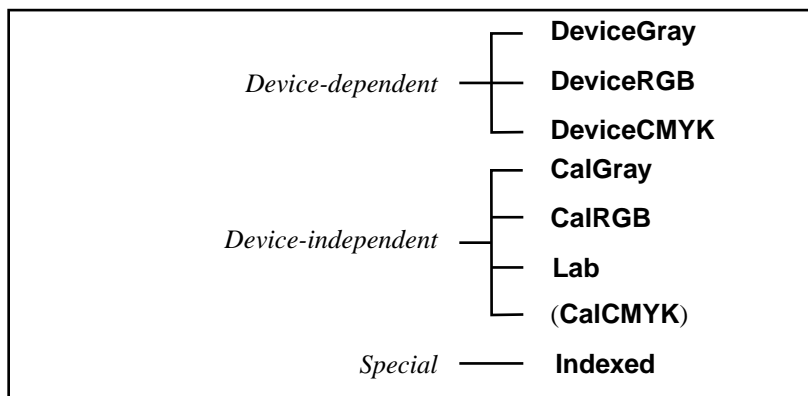 DeviceGray
Device-dependent DeviceRGB
DeviceCMYK
CalGray
CalRGB
Device-independent
Lab
(CalCMYK)
Special Indexed